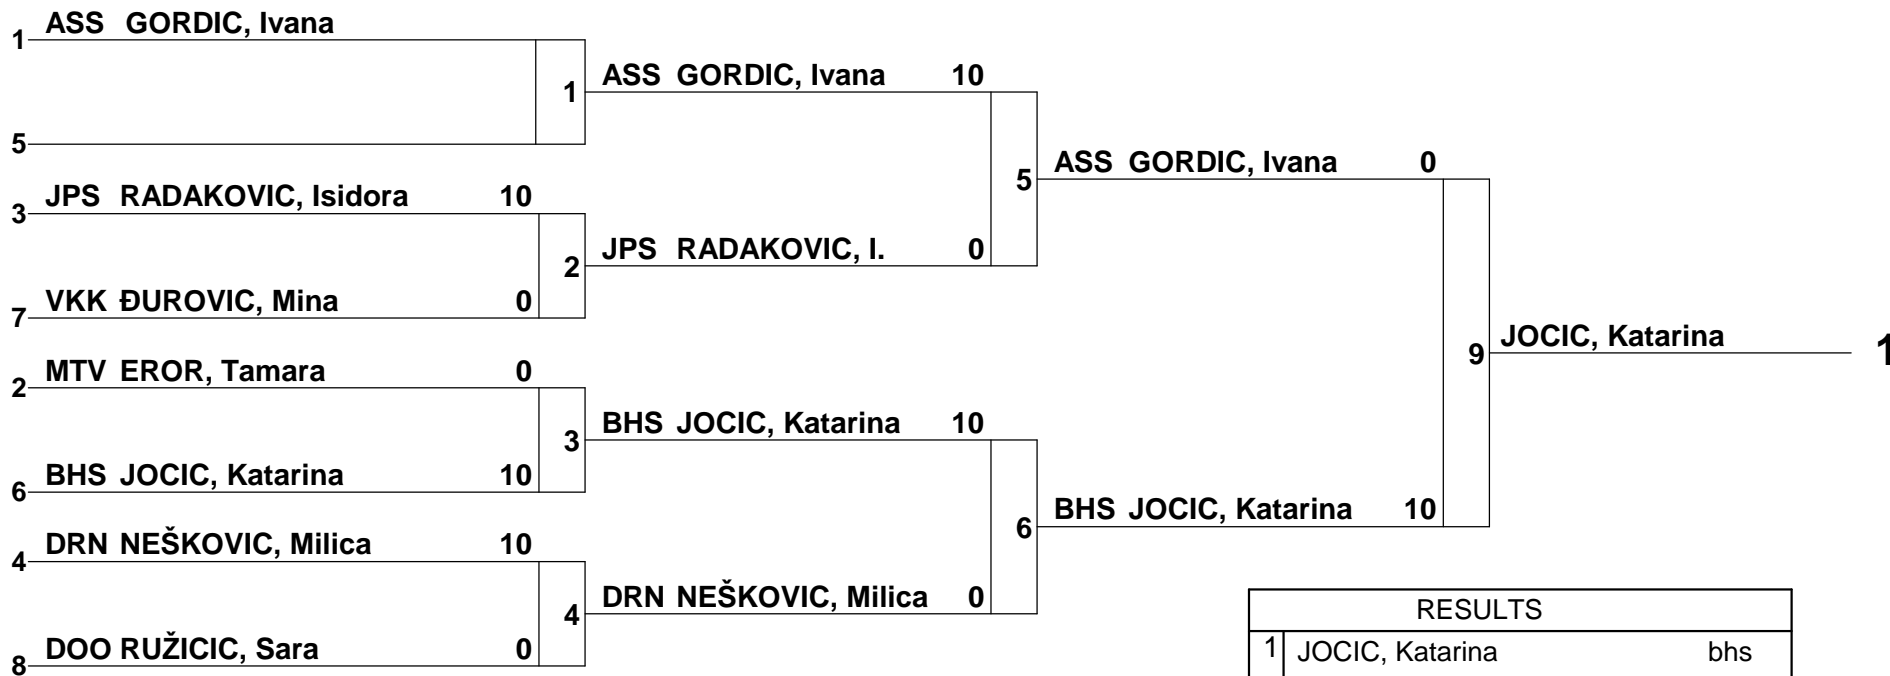 1 ASS GORDIC, Ivana
5
1
3 JPS RADAKOVIC, Isidora 10
7 VKK ĐUROVIC, Mina 0
2
2 MTV EROR, Tamara 0
6 BHS JOCIC, Katarina 10
3
4 DRN NEŠKOVIC, Milica 10
8 DOO RUŽICIC, Sara 0
4
ASS GORDIC, Ivana 10
JPS RADAKOVIC, I. 0
5
BHS JOCIC, Katarina 10
DRN NEŠKOVIC, Milica 0
6
ASS GORDIC, Ivana 0
BHS JOCIC, Katarina 10
9
JOCIC, Katarina 1
RESULTS
1 JOCIC, Katarina bhs